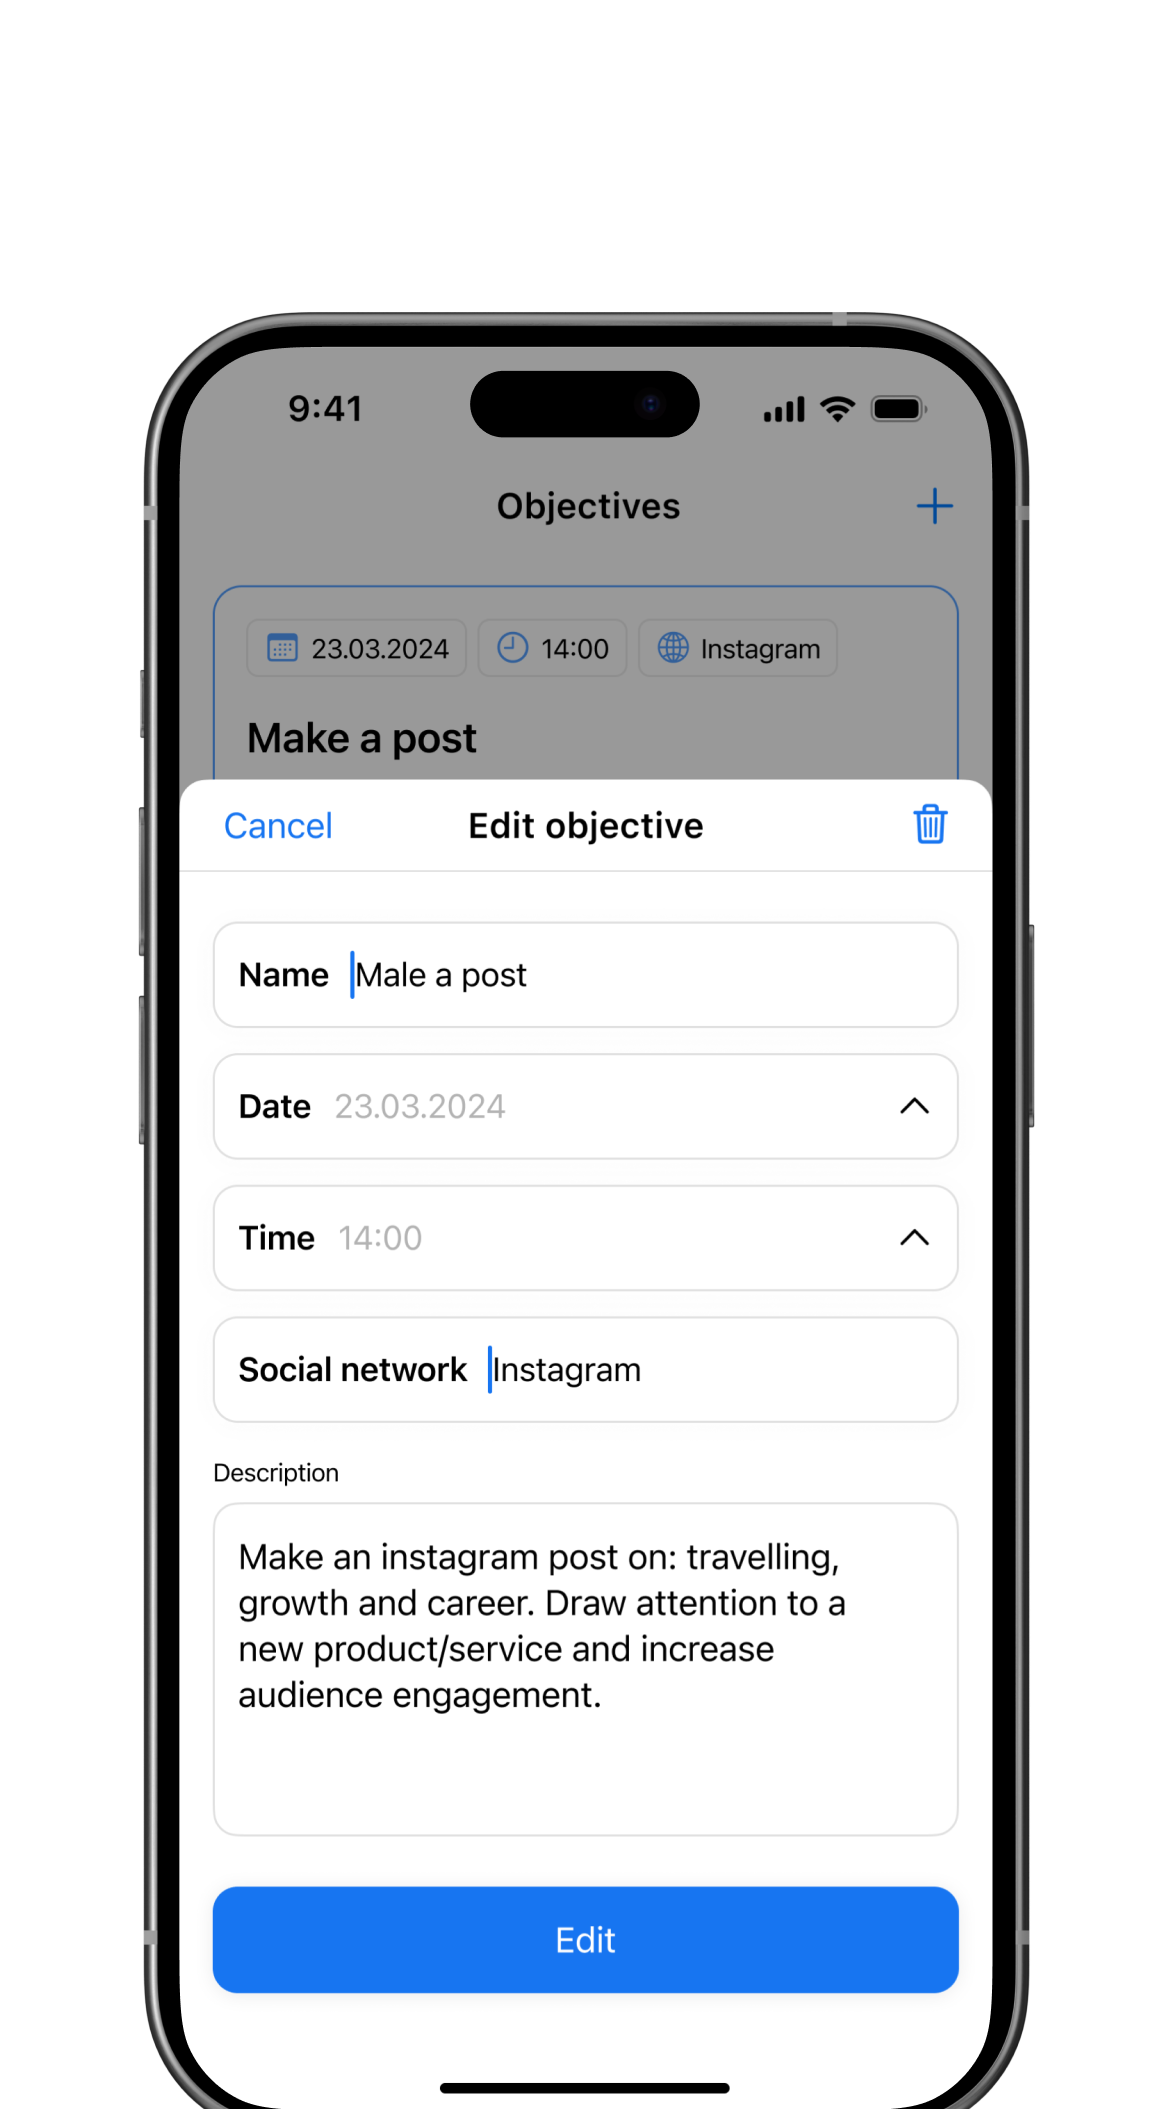 9:41
Objectives
23.03.2024 14:00 Instagram
Make a post
Cancel Edit objective
Name Male a post
Date 23.03.2024
Time 14:00
Social network Instagram
Description
Make an instagram post on: travelling,
growth and career. Draw attention to a
new product/service and increase
audience engagement.
Edit